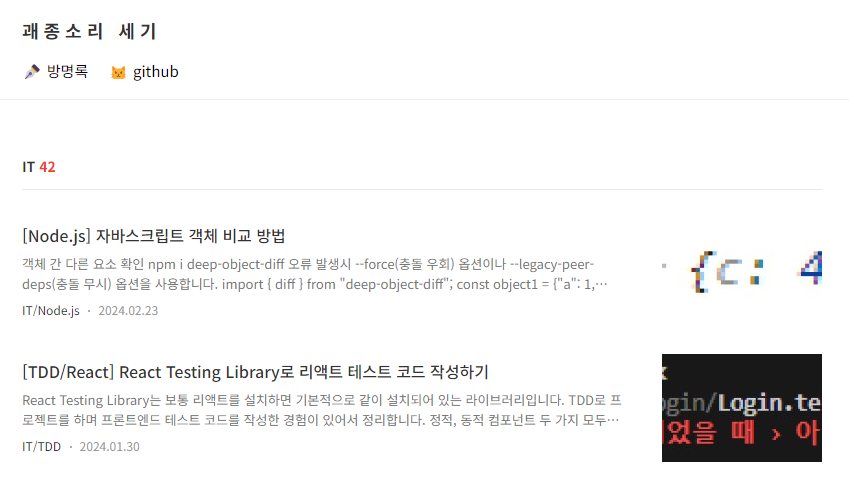 괘종소리 세기
방명록 github
IT 42
[Node.js] 자바스크립트 객체 비교 방법
객체 간 다른 요소 확인 npm i deep-object-diff 오류 발생시 --force(충돌 우회) 옵션이나 --legacy-peer-
deps(충돌 무시) 옵션을 사용합니다. import { diff } from "deep-object-diff"; const object1 = {"a": 1,…
IT/Node.js · 2024.02.23
{c: 4
[TDD/React] React Testing Library로 리액트 테스트 코드 작성하기
React Testing Library는 보통 리액트를 설치하면 기본적으로 같이 설치되어 있는 라이브러리입니다. TDD로 프
로젝트를 하며 프론트엔드 테스트 코드를 작성한 경험이 있어서 정리합니다. 정적, 동적 컴포넌트 두 가지 모두…
IT/TDD · 2024.01.30
ogin/Login.te
었을 때 › 아